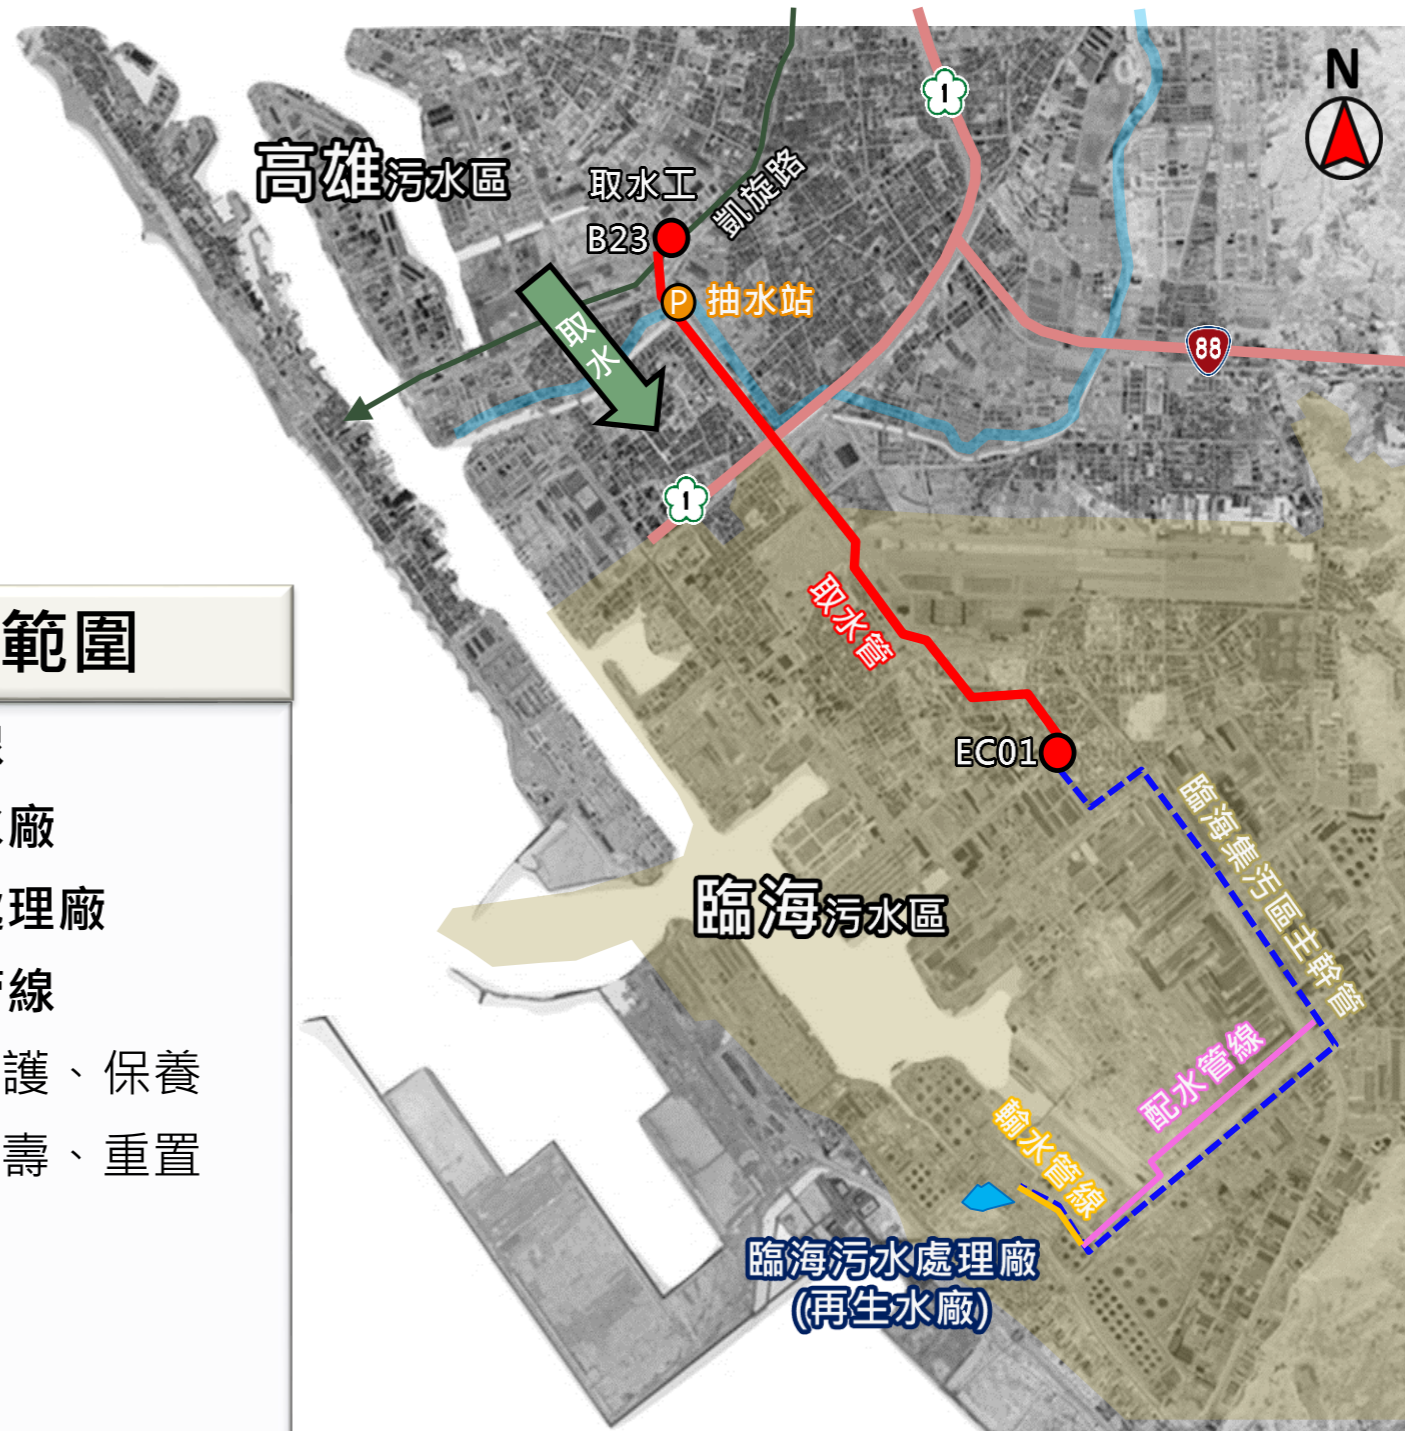 N
1
高雄污水區
取水工
凱旋路
B23
P 抽水站
取水
88
1
範圍
取水管
EC01
臨海集污區主幹管
廠
理廠
線
護、保養
壽、重置
臨海污水區
配水管線
輸水管線
臨海污水處理廠
(再生水廠)